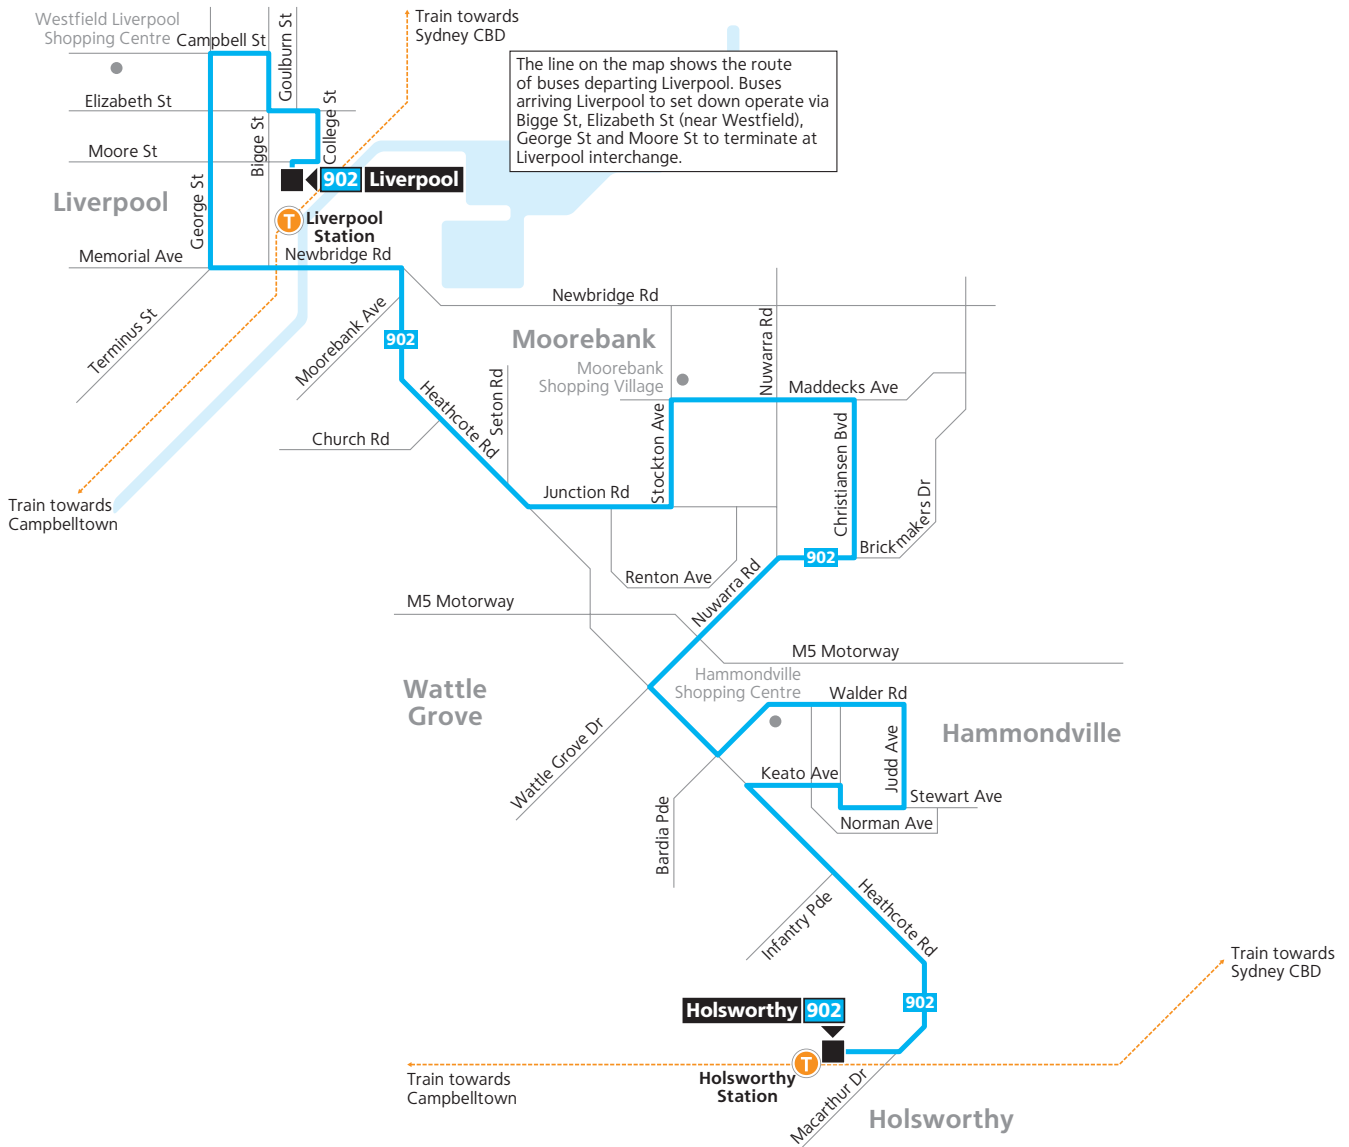 Westfield Liverpool
Shopping Centre
Campbell St
Goulburn St
Train towards
Sydney CBD
The line on the map shows the route
of buses departing Liverpool. Buses
arriving Liverpool to set down operate via
Bigge St, Elizabeth St (near Westfield),
George St and Moore St to terminate at
Liverpool interchange.
Elizabeth St
College St
Bigge St
Moore St
902 Liverpool
Liverpool
George St
T
Liverpool
Station
Memorial Ave
Newbridge Rd
Newbridge Rd
Terminus St
Moorebank Ave
902
Moorebank
Nuwarra Rd
Moorebank
Shopping Village
Maddecks Ave
Heathcote Rd
Seton Rd
Stockton Ave
Christiansen Bvd
Church Rd
Junction Rd
Train towards
Campbelltown
Brickmakers Dr
902
Renton Ave
Nuwarra Rd
M5 Motorway
M5 Motorway
Wattle
Grove
Hammondville
Shopping Centre
Walder Rd
Hammondville
Wattle Grove Dr
Judd Ave
Keato Ave
Stewart Ave
Norman Ave
Bardia Pde
Heathcote Rd
Infantry Pde
Train towards
Sydney CBD
Holsworthy 902
902
T
Train towards
Campbelltown
Holsworthy
Station
Macarthur Dr
Holsworthy